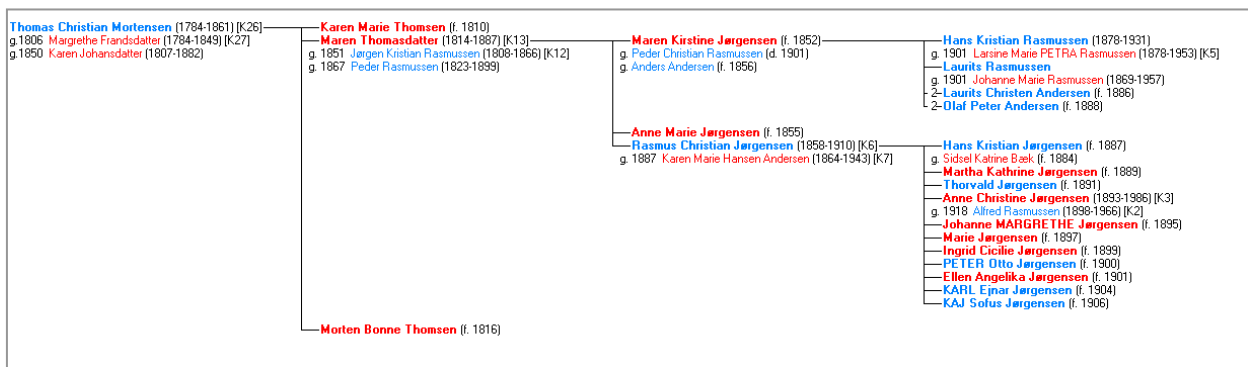 Thomas Christian Mortensen (1784-1861) [K26]
g.1806 Margrethe Frandsdatter (1784-1849) [K27]
g.1850 Karen Johansdatter (1807-1882)
Karen Marie Thomsen (f. 1810)
Maren Thomasdatter (1814-1887) [K13]
g. 1851 Jørgen Kristian Rasmussen (1808-1866) [K12]
g. 1867 Peder Rasmussen (1823-1899)
Maren Kirstine Jørgensen (f. 1852)
g. Peder Christian Rasmussen (d. 1901)
g. Anders Andersen (f. 1856)
Hans Kristian Rasmussen (1878-1931)
g. 1901 Larsine Marie PETRA Rasmussen (1878-1953) [K5]
Laurits Rasmussen
g. 1901 Johanne Marie Rasmussen (1869-1957)
2- Laurits Christen Andersen (f. 1886)
2- Olaf Peter Andersen (f. 1888)
Anne Marie Jørgensen (f. 1855)
Rasmus Christian Jørgensen (1858-1910) [K6]
g. 1887 Karen Marie Hansen Andersen (1864-1943) [K7]
Hans Kristian Jørgensen (f. 1887)
g. Sidsel Katrine Bæk (f. 1884)
Martha Kathrine Jørgensen (f. 1889)
Thorvald Jørgensen (f. 1891)
Anne Christine Jørgensen (1893-1986) [K3]
g. 1918 Alfred Rasmussen (1898-1966) [K2]
Johanne MARGRETHE Jørgensen (f. 1895)
Marie Jørgensen (f. 1897)
Ingrid Cicilie Jørgensen (f. 1899)
PETER Otto Jørgensen (f. 1900)
Ellen Angelika Jørgensen (f. 1901)
KARL Ejnar Jørgensen (f. 1904)
KAJ Sofus Jørgensen (f. 1906)
Morten Bonne Thomsen (f. 1816)